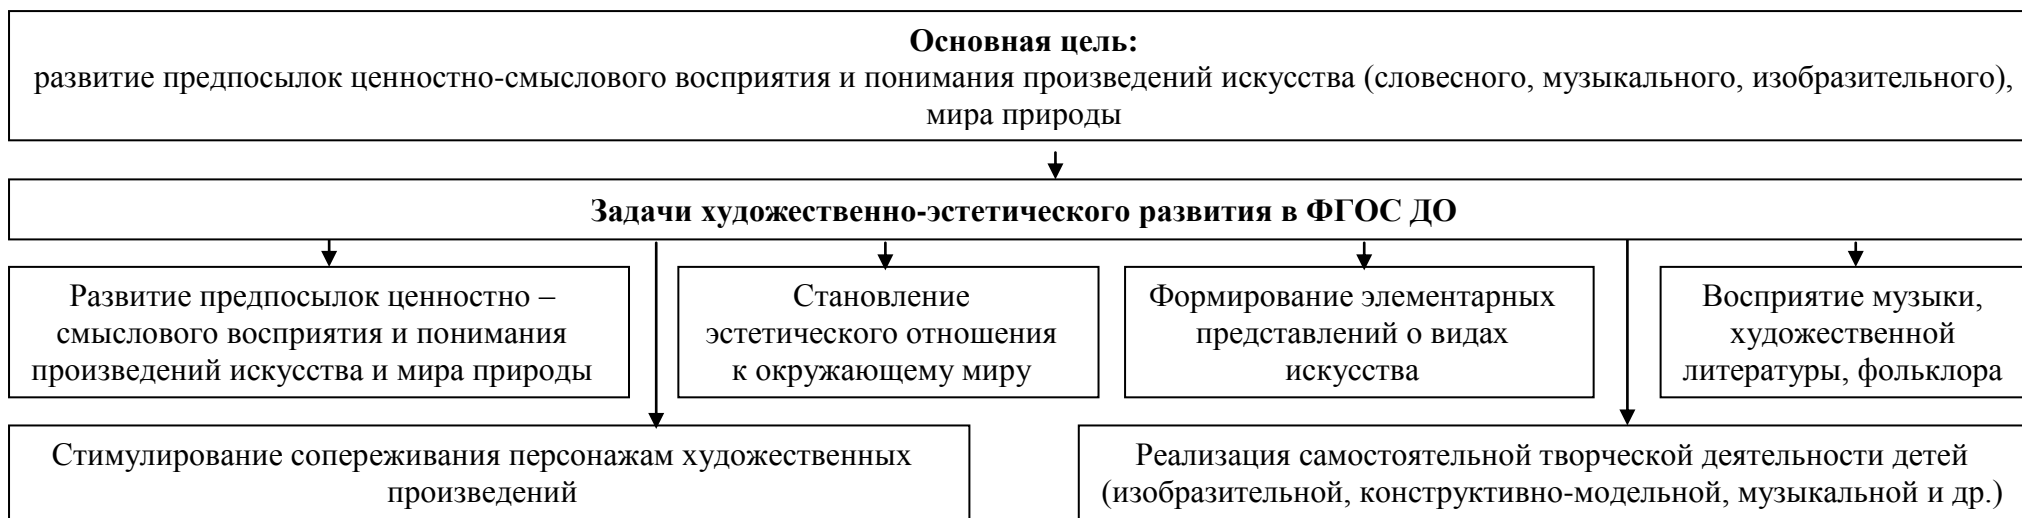 Основная цель:
развитие предпосылок ценностно-смыслового восприятия и понимания произведений искусства (словесного, музыкального, изобразительного),
мира природы
Задачи художественно-эстетического развития в ФГОС ДО
Развитие предпосылок ценностно –
смыслового восприятия и понимания
произведений искусства и мира природы
Становление
эстетического отношения
к окружающему миру
Формирование элементарных
представлений о видах
искусства
Восприятие музыки,
художественной
литературы, фольклора
Стимулирование сопереживания персонажам художественных
произведений
Реализация самостоятельной творческой деятельности детей
(изобразительной, конструктивно-модельной, музыкальной и др.)